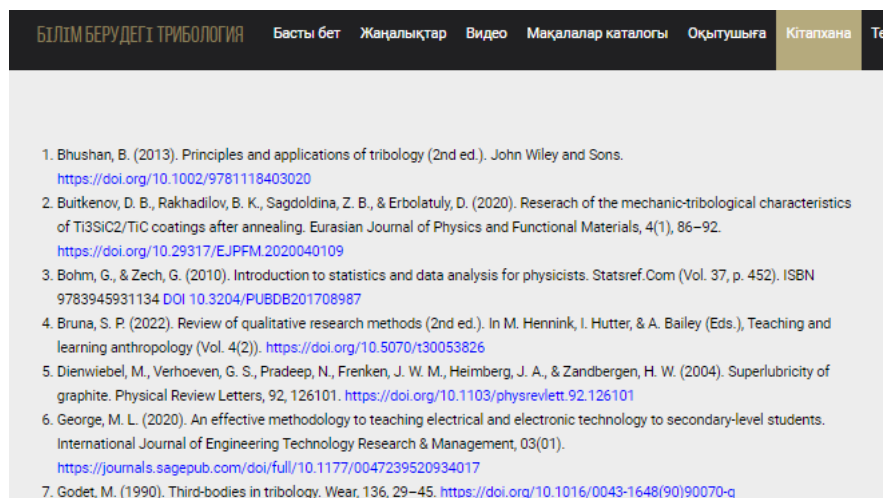 БІЛІМ БЕРУДЕГІ ТРИБОЛОГИЯ Басты бет Жаңалықтар Видео Мақалалар каталогы Оқытушыға Кітапхана Те
1. Bhushan, B. (2013). Principles and applications of tribology (2nd ed.). John Wiley and Sons.
https://doi.org/10.1002/9781118403020
2. Buitkenov, D. B., Rakhadilov, B. K., Sagdoldina, Z. B., & Erbolatuly, D. (2020). Reserach of the mechanic-tribological characteristics
of Ti3SiC2/TiC coatings after annealing. Eurasian Journal of Physics and Functional Materials, 4(1), 86–92.
https://doi.org/10.29317/EJPFM.2020040109
3. Bohm, G., & Zech, G. (2010). Introduction to statistics and data analysis for physicists. Statsref.Com (Vol. 37, p. 452). ISBN
9783945931134 DOI 10.3204/PUBDB201708987
4. Bruna, S. P. (2022). Review of qualitative research methods (2nd ed.). In M. Hennink, I. Hutter, & A. Bailey (Eds.), Teaching and
learning anthropology (Vol. 4(2)). https://doi.org/10.5070/t30053826
5. Dienwiebel, M., Verhoeven, G. S., Pradeep, N., Frenken, J. W. M., Heimberg, J. A., & Zandbergen, H. W. (2004). Superlubricity of
graphite. Physical Review Letters, 92, 126101. https://doi.org/10.1103/physrevlett.92.126101
6. George, M. L. (2020). An effective methodology to teaching electrical and electronic technology to secondary-level students.
International Journal of Engineering Technology Research & Management, 03(01).
https://journals.sagepub.com/doi/full/10.1177/0047239520934017
7. Godet, M. (1990). Third-bodies in tribology. Wear, 136, 29–45. https://doi.org/10.1016/0043-1648(90)90070-q